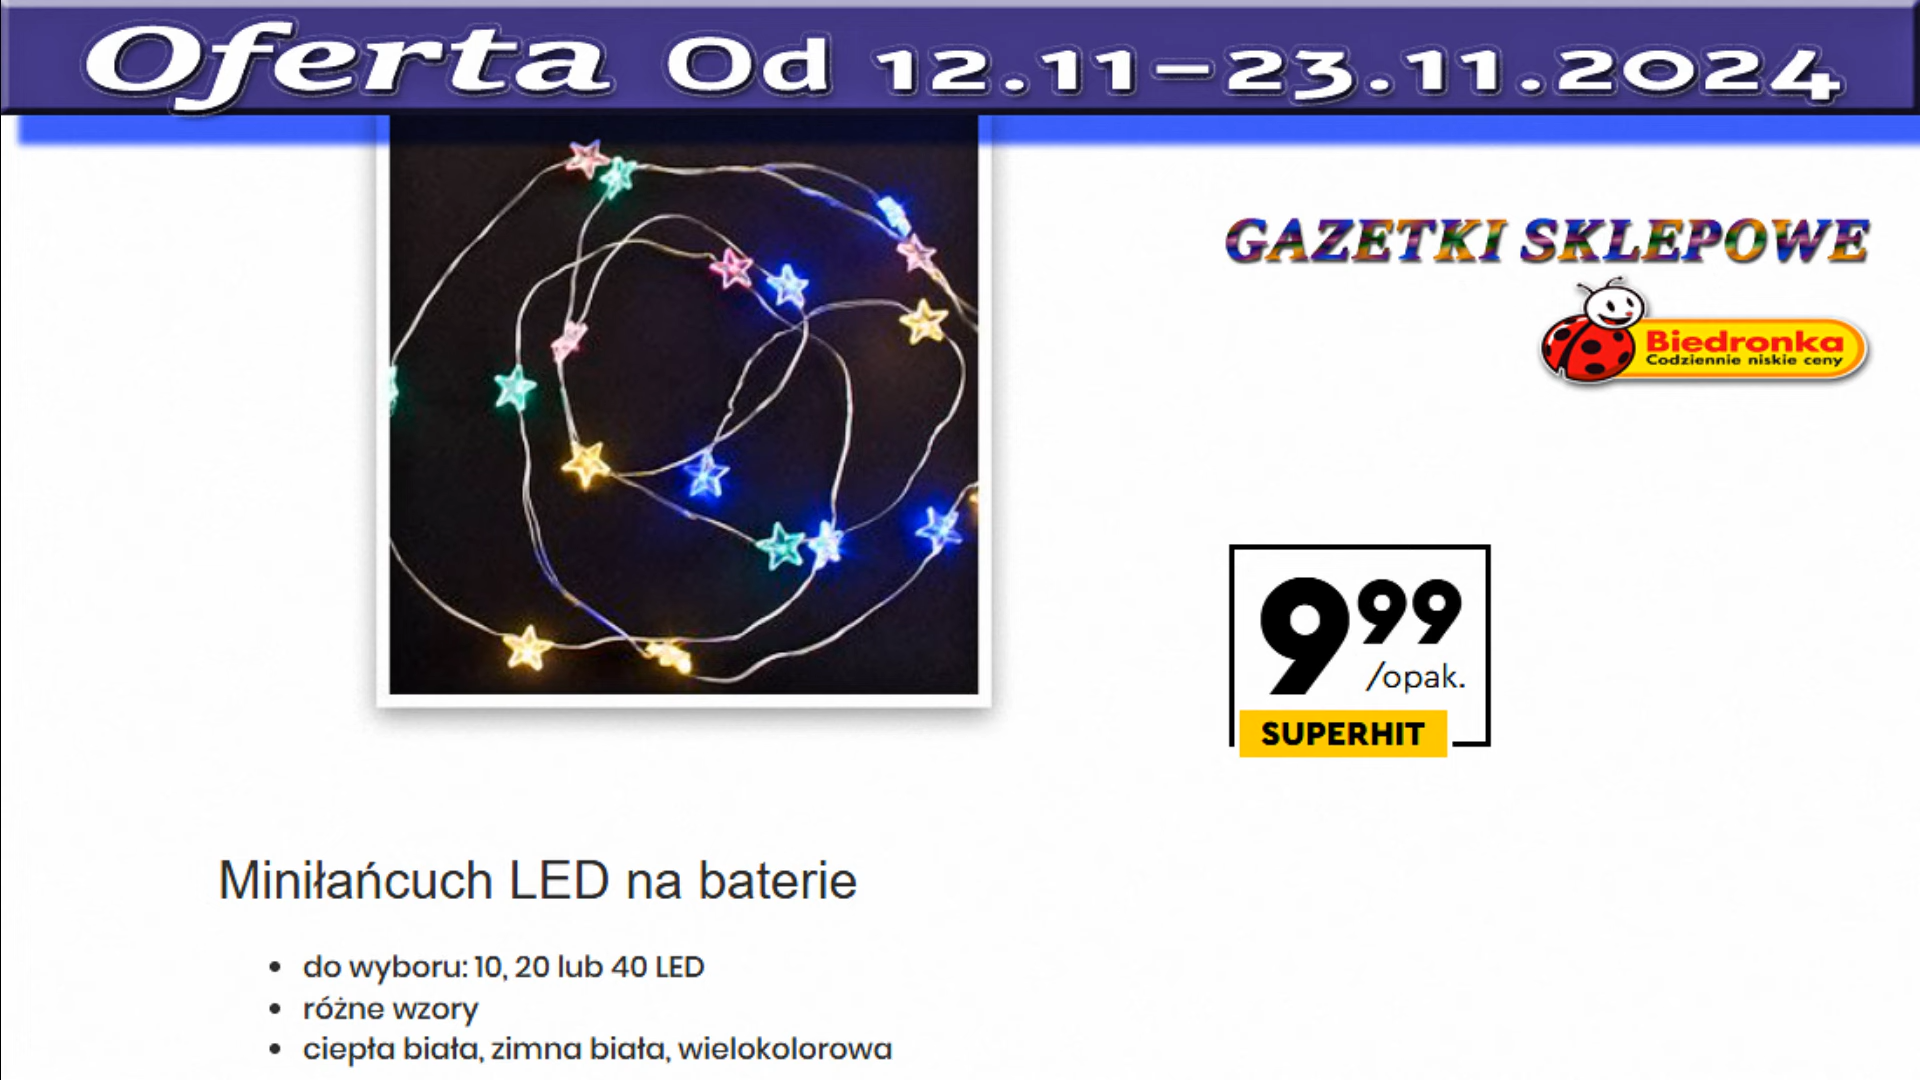 Oferta Od 12.11-23.11.2024
GAZETKI SKLEPOWE
Biedronka
Codziennie niskie ceny
9 99
/opak.
SUPERHIT
Miniłańcuch LED na baterie
• do wyboru: 10, 20 lub 40 LED
• różne wzory
• ciepła biała, zimna biała, wielokolorowa